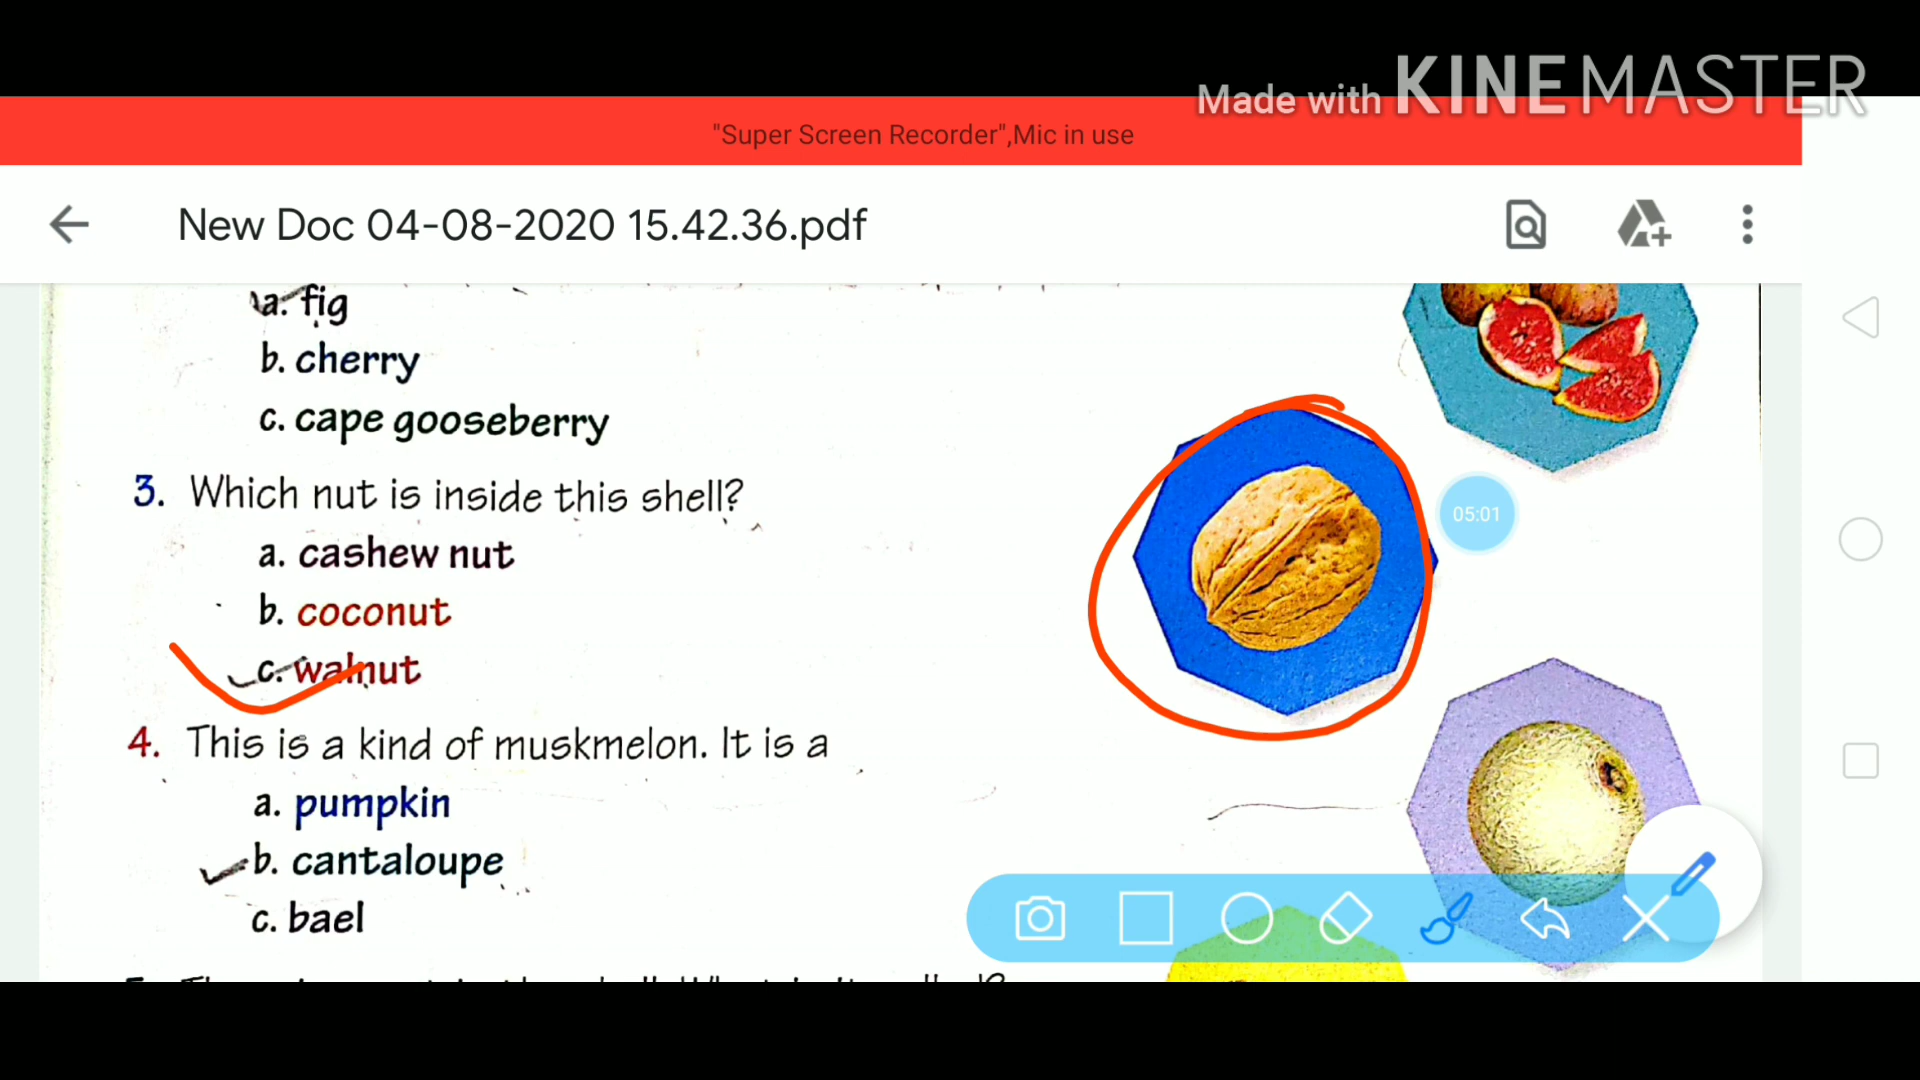 Made with KINEMASTER
"Super Screen Recorder",Mic in use
New Doc 04-08-2020 15.42.36.pdf
a. fig
b. cherry
c. cape gooseberry
3. Which nut is inside this shell?
a. cashew nut
b. coconut
c. walnut
05:01
4. This is a kind of muskmelon. It is a
a. pumpkin
b. cantaloupe
c. bael